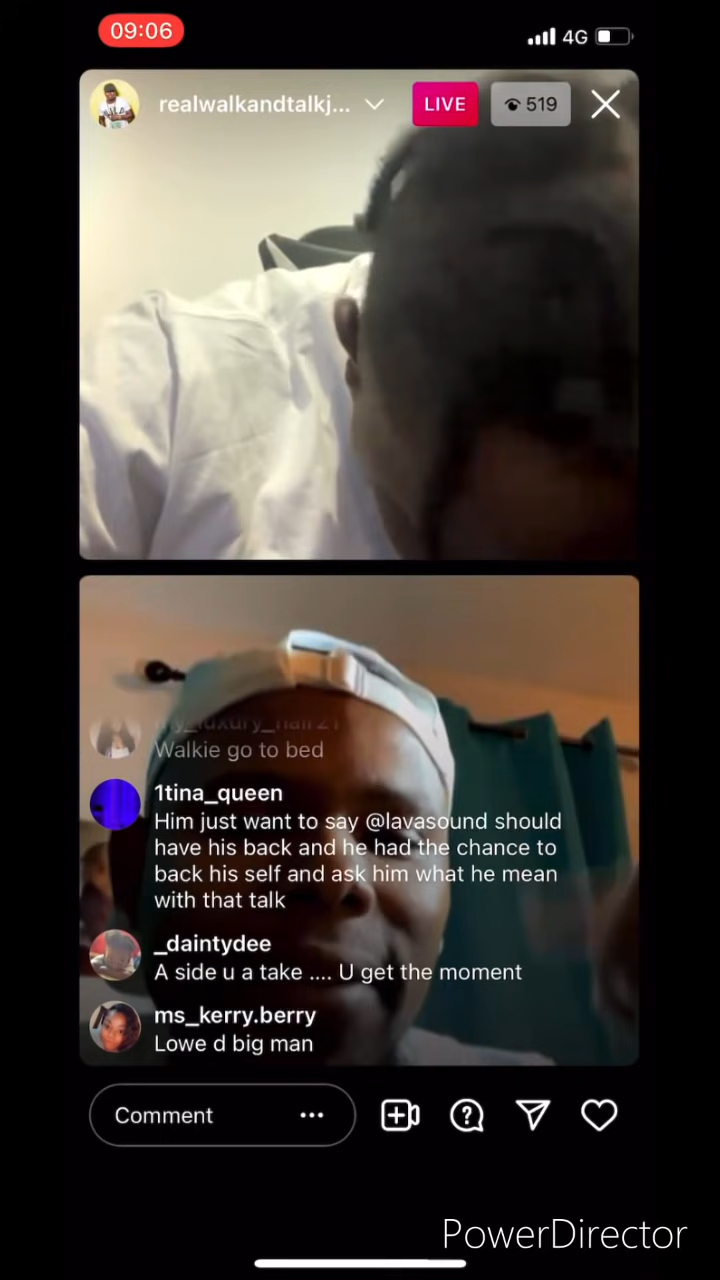 09:06
4G
realwalkandtalkj...
LIVE
519
Walkie go to bed
1tina_queen
Him just want to say @lavasound should
have his back and he had the chance to
back his self and ask him what he mean
with that talk
_daintydee
A side u a take .... U get the moment
ms_kerry.berry
Lowe d big man
Comment
PowerDirector